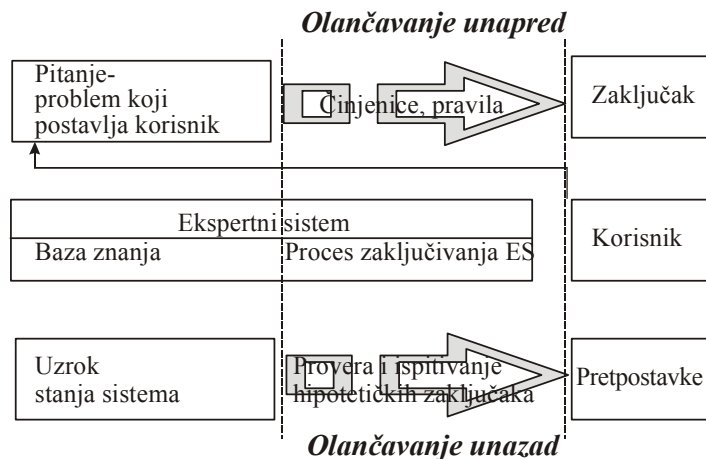 Olančavanje unapred
Pitanje-
problem koji
postavlja korisnik
Činjenice, pravila
Zaključak
Ekspertni sistem
Baza znanja
Proces zaključivanja ES
Korisnik
Uzrok
stanja sistema
Provera i ispitivanje
hipotetičkih zaključaka
Pretpostavke
Olančavanje unazad